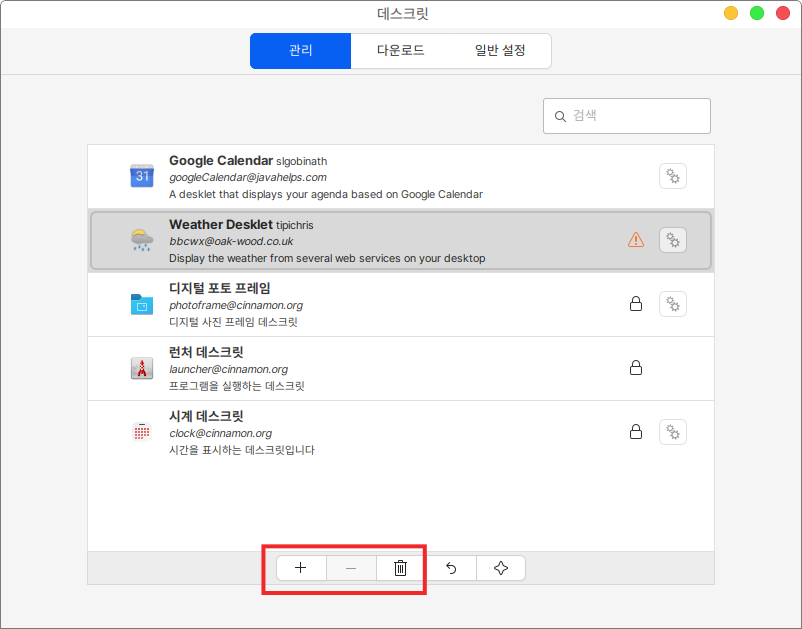 데스크릿
관리 다운로드 일반 설정
검색
31
Google Calendar slgobinath
googleCalendar@javahelps.com
A desklet that displays your agenda based on Google Calendar
Weather Desklet tipichris
bbcwx@oak-wood.co.uk
Display the weather from several web services on your desktop
디지털 포토 프레임
photoframe@cinnamon.org
디지털 사진 프레임 데스크릿
런처 데스크릿
launcher@cinnamon.org
프로그램을 실행하는 데스크릿
시계 데스크릿
clock@cinnamon.org
시간을 표시하는 데스크릿입니다